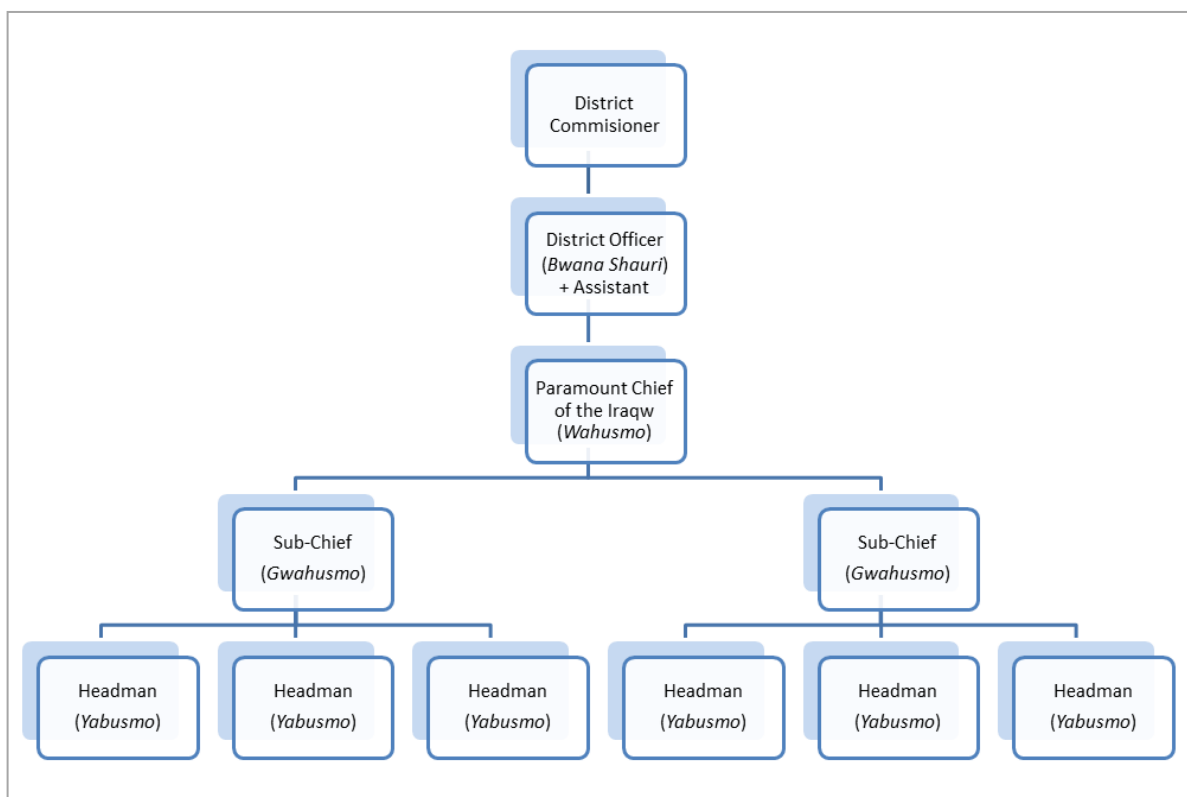 District
Commisioner
District Officer
(Bwana Shauri)
+ Assistant
Paramount Chief
of the Iraqw
(Wahusmo)
Sub-Chief
(Gwahusmo)
Sub-Chief
(Gwahusmo)
Headman
(Yabusmo)
Headman
(Yabusmo)
Headman
(Yabusmo)
Headman
(Yabusmo)
Headman
(Yabusmo)
Headman
(Yabusmo)